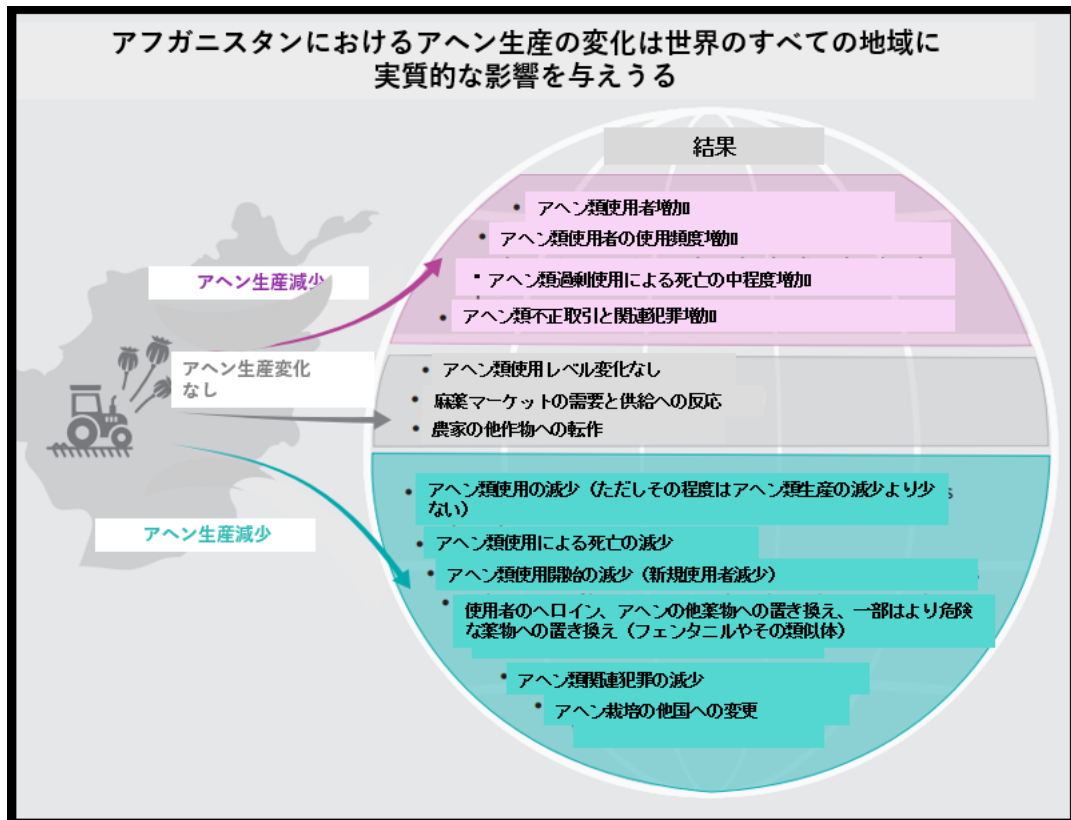 アフガニスタンにおけるアヘン生産の変化は世界のすべての地域に
実質的な影響を与えうる
結果
• アヘン類使用者増加
• アヘン類使用者の使用頻度増加
• アヘン類過剰使用による死亡の中程度増加
• アヘン類不正取引と関連犯罪増加
アヘン生産減少
アヘン生産変化
なし
• アヘン類使用レベル変化なし
• 麻薬マーケットの需要と供給への反応
• 農家の他作物への転作
アヘン生産減少
• アヘン類使用の減少（ただしその程度はアヘン類生産の減少より少
ない）
• アヘン類使用による死亡の減少
• アヘン類使用開始の減少（新規使用者減少）
• 使用者のヘロイン、アヘンの他薬物への置き換え、一部はより危険
な薬物への置き換え（フェンタニルやその類似体）
• アヘン類関連犯罪の減少
• アヘン栽培の他国への変更